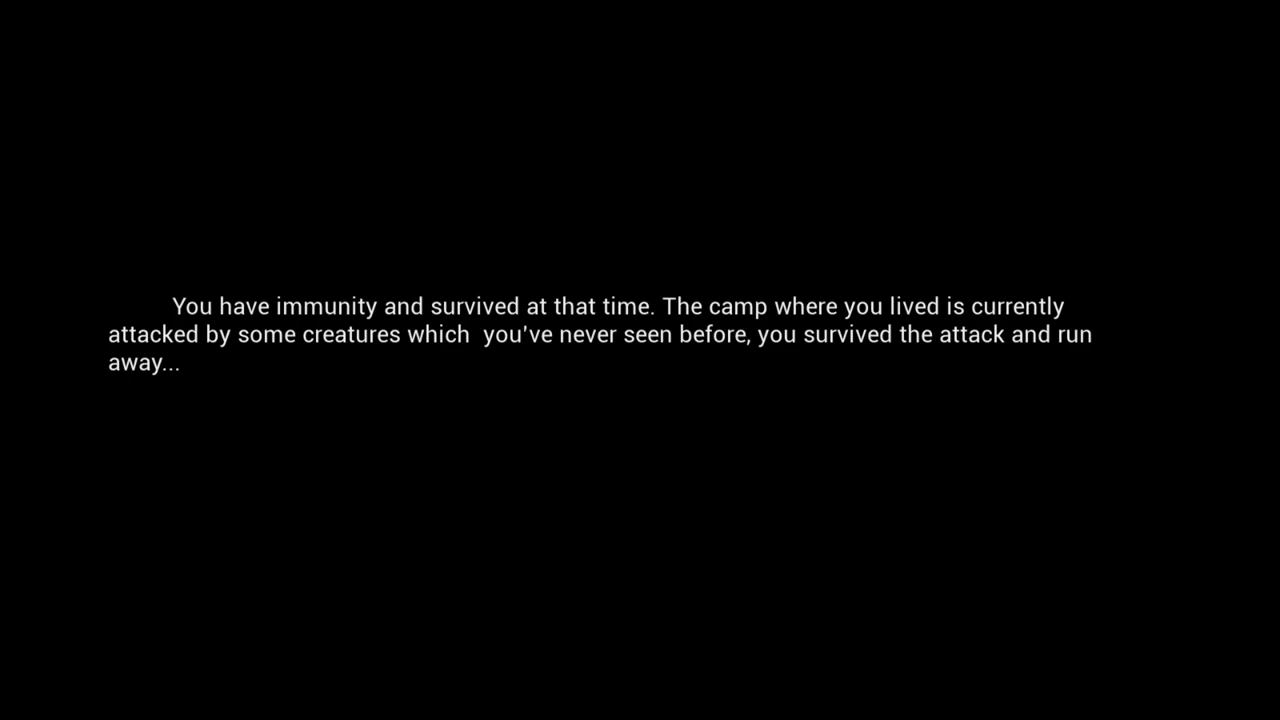 You have immunity and survived at that time. The camp where you lived is currently
attacked by some creatures which  you've never seen before, you survived the attack and run
away...